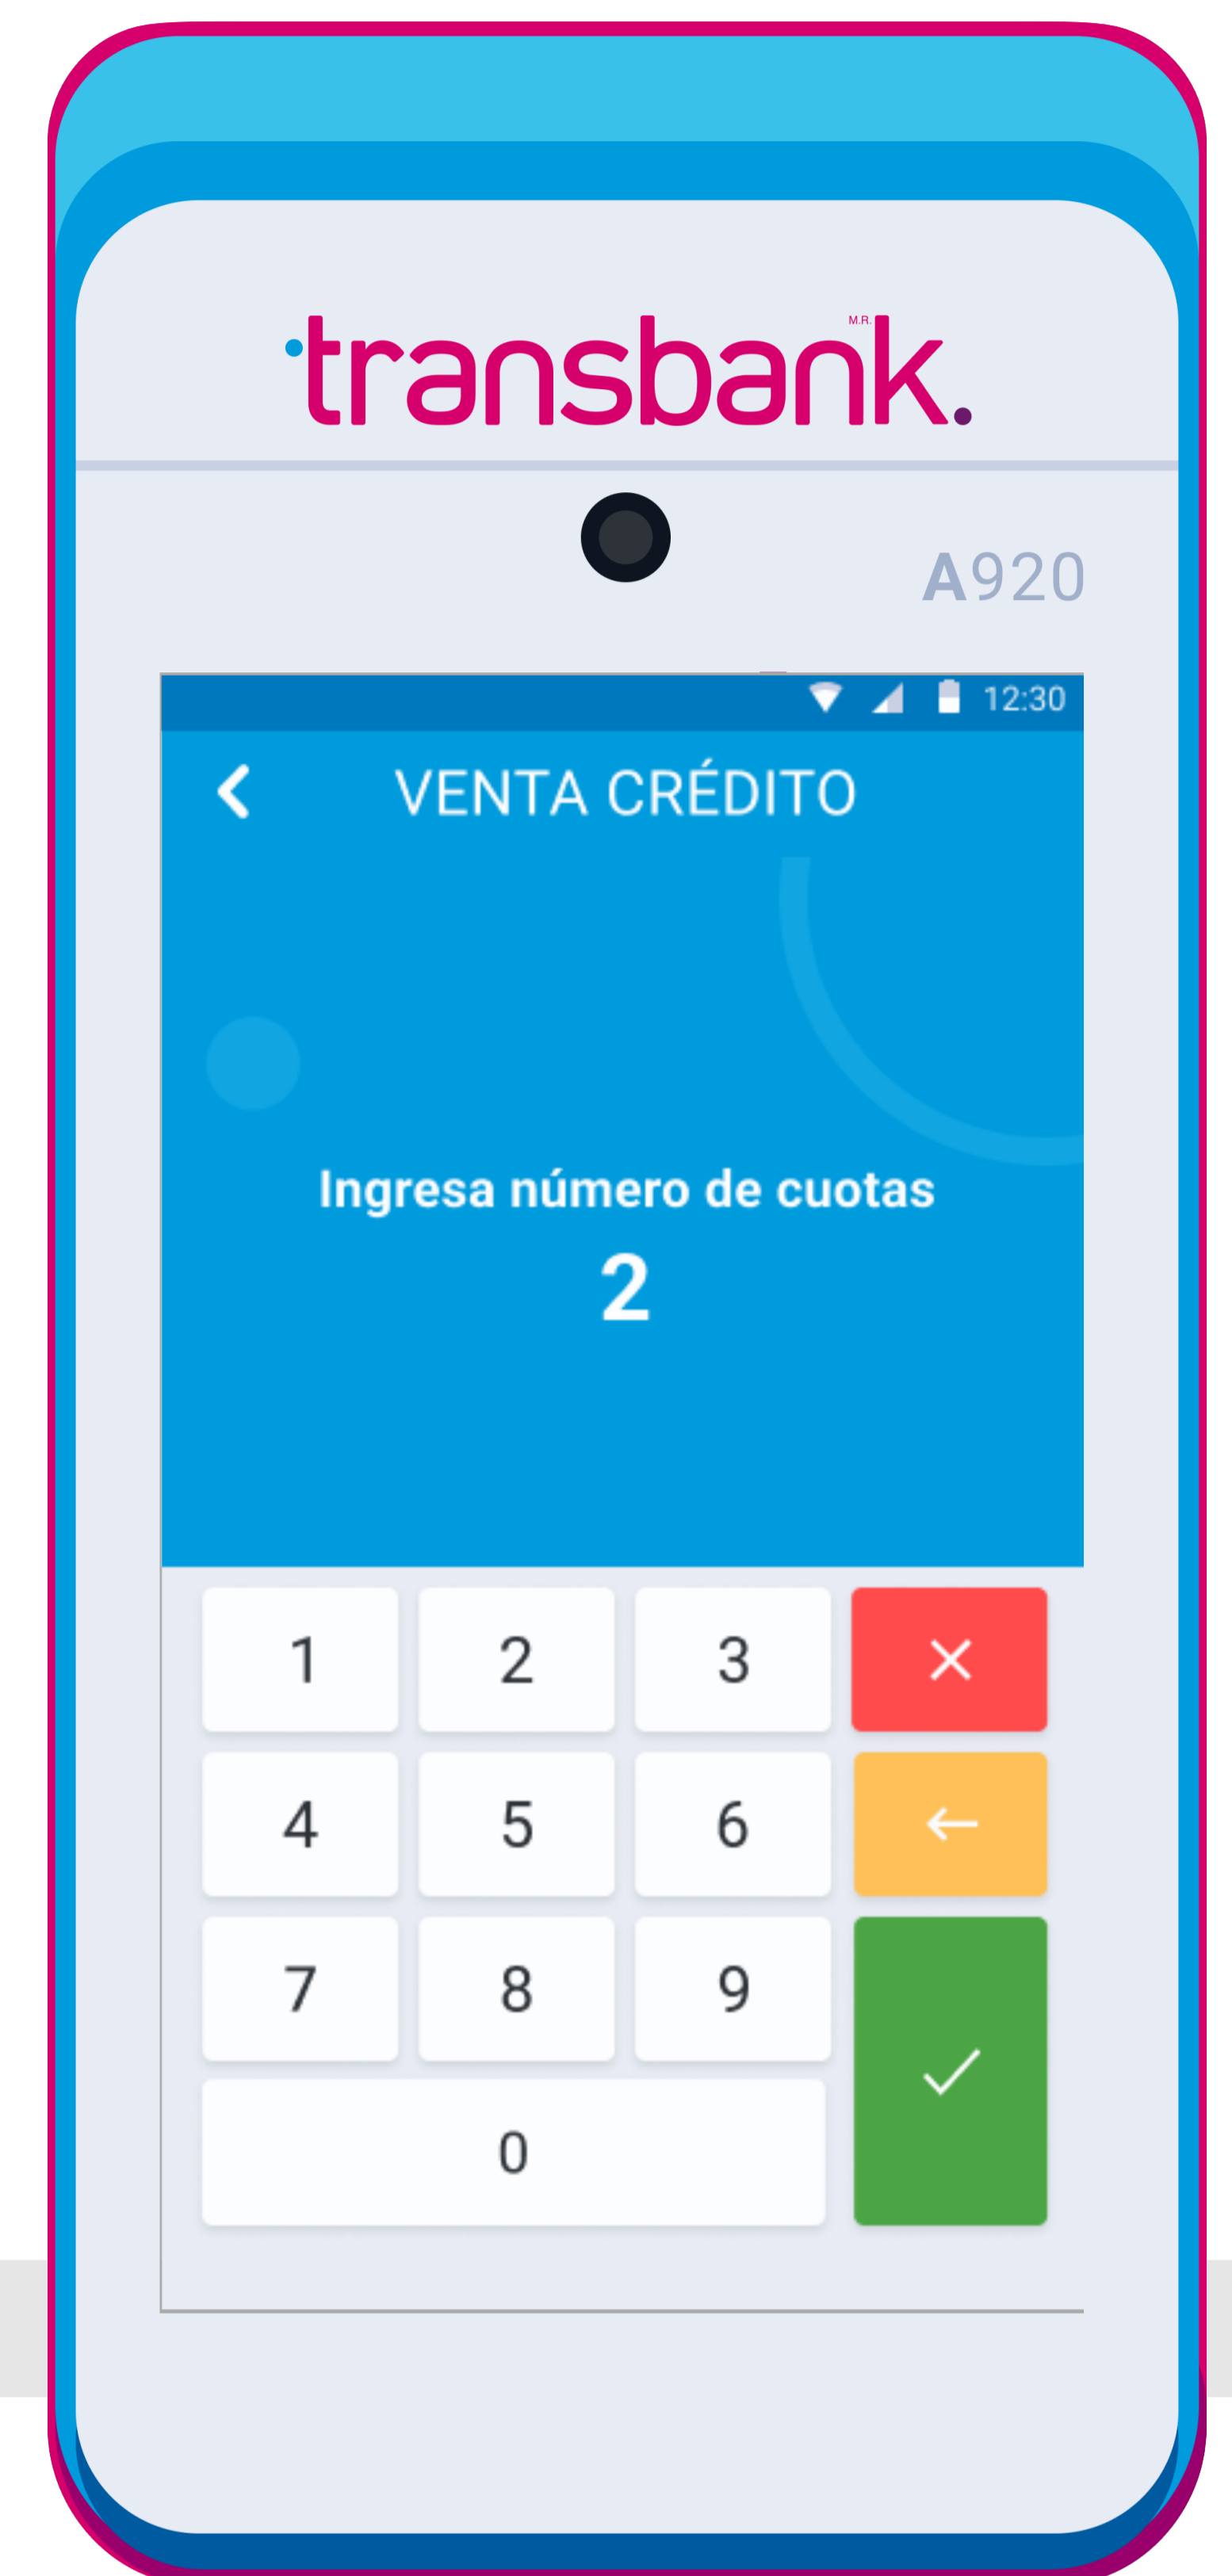 transbank.
M.R.
A920
12:30
VENTA CRÉDITO
Ingresa número de cuotas
2
1 2 3
4 5 6
7 8 9
0